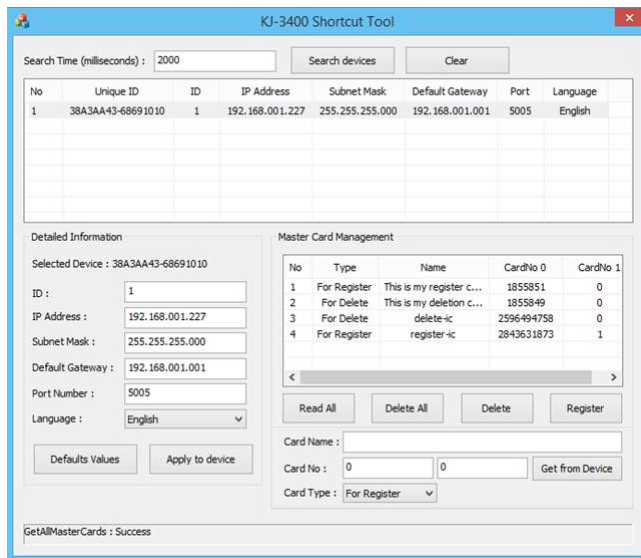 KJ-3400 Shortcut Tool
Search Time (milliseconds) : 2000 Search devices Clear
No Unique ID ID IP Address Subnet Mask Default Gateway Port Language
1 38A3AA43-68691010 1 192.168.001.227 255.255.255.000 192.168.001.001 5005 English
Detailed Information
Selected Device : 38A3AA43-68691010
ID : 1
IP Address : 192.168.001.227
Subnet Mask : 255.255.255.000
Default Gateway : 192.168.001.001
Port Number : 5005
Language : English
Defaults Values Apply to device
Master Card Management
No Type Name CardNo 0 CardNo 1
1 For Register This is my register c... 1855851 0
2 For Delete This is my deletion c... 1855849 0
3 For Delete delete-ic 2596494758 0
4 For Register register-ic 2843631873 1
Read All Delete All Delete Register
Card Name :
Card No : 0 0 Get from Device
Card Type : For Register
GetAllMasterCards : Success